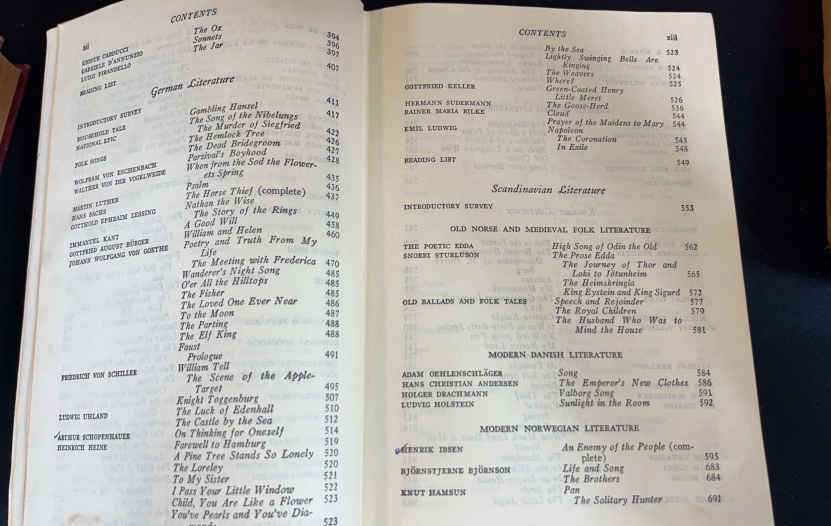 xii
CONTENTS
GIOSUE CARDUCCI The Ox 394
GABRIELE D'ANNUNZIO Sonnets 396
LUIGI PIRANDELLO The Jar 397
READING LIST 407
German Literature
INTRODUCTORY SURVEY 411
HOUSEHOLD TALE Gambling Hansel 417
NATIONAL EPIC The Song of the Nibelungs
The Murder of Siegfried 422
FOLK SONGS The Hemlock Tree 426
The Dead Bridegroom 427
WOLFRAM VON ESCHENBACH Parzival's Boyhood 428
WALTHER VON DER VOGELWEIDE When from the Sod the Flower-
ets Spring 435
MARTIN LUTHER Psalm 436
HANS SACHS The Horse Thief (complete) 437
GOTTHOLD EPHRAIM LESSING Nathan the Wise
The Story of the Rings 449
IMMANUEL KANT A Good Will 458
GOTTFRIED AUGUST BÜRGER William and Helen 460
JOHANN WOLFGANG VON GOETHE Poetry and Truth From My
Life
The Meeting with Frederica 470
Wanderer's Night Song 485
O'er All the Hilltops 485
The Fisher 485
The Loved One Ever Near 486
To the Moon 487
The Parting 488
The Elf King 488
Faust
Prologue 491
FRIEDRICH VON SCHILLER William Tell
The Scene of the Apple-
Target 495
Knight Toggenburg 507
LUDWIG UHLAND The Luck of Edenhall 510
The Castle by the Sea 512
ARTHUR SCHOPENHAUER On Thinking for Oneself 514
HEINRICH HEINE Farewell to Hamburg 519
A Pine Tree Stands So Lonely 520
The Loreley 520
To My Sister 521
I Pass Your Little Window 522
Child, You Are like a Flower 523
You've Pearls and You've Dia-
monds 523
CONTENTS xiii
By the Sea 523
Lightly Swinging Bells Are
Ringing 524
The Weavers 524
Where? 525
GOTTFRIED KELLER Green-Coated Henry
Little Meret 526
HERMANN SUDERMANN The Goose-Herd 536
RAINER MARIA RILKE Cloud 544
Prayer of the Maidens to Mary 544
EMIL LUDWIG Napoleon
The Coronation 545
In Exile 548
READING LIST 549
Scandinavian Literature
INTRODUCTORY SURVEY 553
OLD NORSE AND MEDIEVAL FOLK LITERATURE
THE POETIC EDDA High Song of Odin the Old 562
SNORRI STURLUSON The Prose Edda
The Journey of Thor and
Loki to Jötunheim 565
The Heimskringla
King Eystein and King Sigurd 572
OLD BALLADS AND FOLK TALES Speech and Rejoinder 577
The Royal Children 579
The Husband Who Was to
Mind the House 581
MODERN DANISH LITERATURE
ADAM OEHLENSCHLÄGER Song 584
HANS CHRISTIAN ANDERSEN The Emperor's New Clothes 586
HOLGER DRACHMANN Valborg Song 591
LUDVIG HOLSTEIN Sunlight in the Room 592
MODERN NORWEGIAN LITERATURE
HENRIK IBSEN An Enemy of the People (com-
plete) 595
BJÖRNSTJERNE BJÖRNSON Life and Song 683
The Brothers 684
KNUT HAMSUN Pan
The Solitary Hunter 691